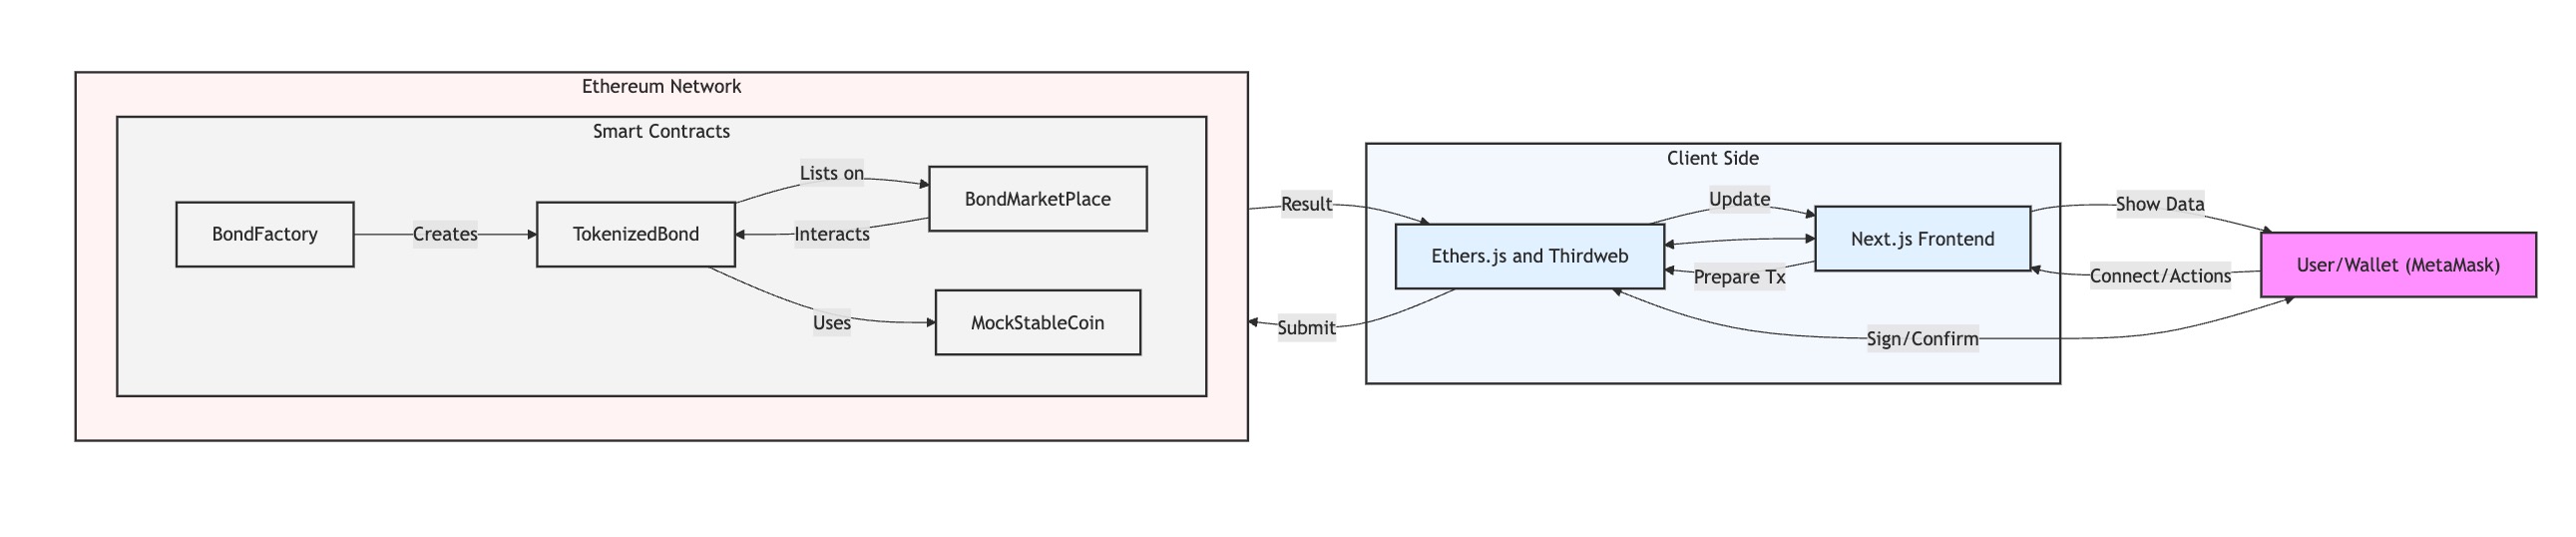 Ethereum Network
Smart Contracts
BondFactory
Creates
TokenizedBond
Lists on
Interacts
Uses
BondMarketPlace
MockStableCoin
Result
Submit
Client Side
Ethers.js and Thirdweb
Update
Prepare Tx
Next.js Frontend
Sign/Confirm
Show Data
Connect/Actions
User/Wallet (MetaMask)